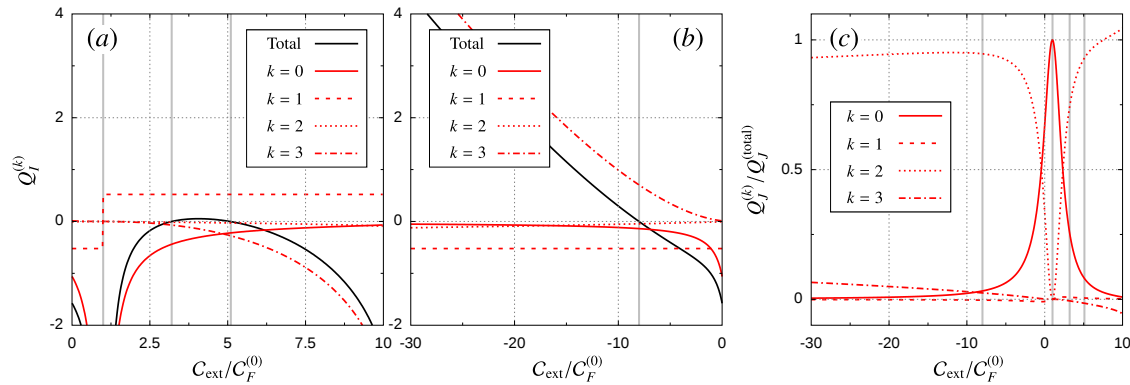 (a)
4
2
0
-2
0
2.5
5
7.5
10
Q_I^{(k)}
C_ext/C_F^{(0)}
Total
k = 0
k = 1
k = 2
k = 3
(b)
4
2
0
-2
-30
-20
-10
0
C_ext/C_F^{(0)}
Total
k = 0
k = 1
k = 2
k = 3
(c)
1
0.5
0
-30
-20
-10
0
10
Q_J^{(k)}/Q_J^{(total)}
C_ext/C_F^{(0)}
k = 0
k = 1
k = 2
k = 3